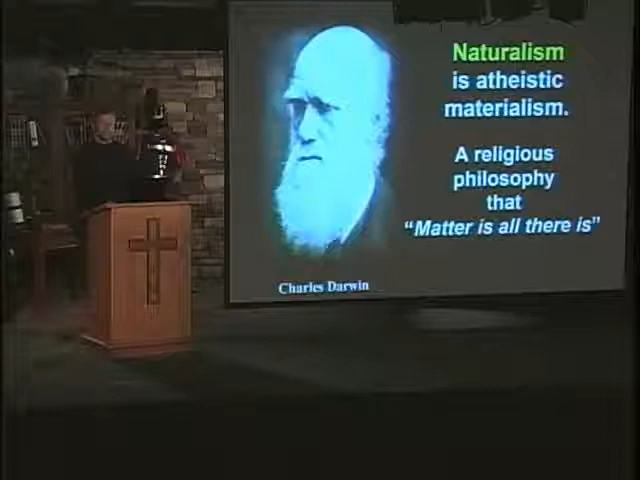 Naturalism
is atheistic
materialism.
A religious
philosophy
that
"Matter is all there is"
Charles Darwin